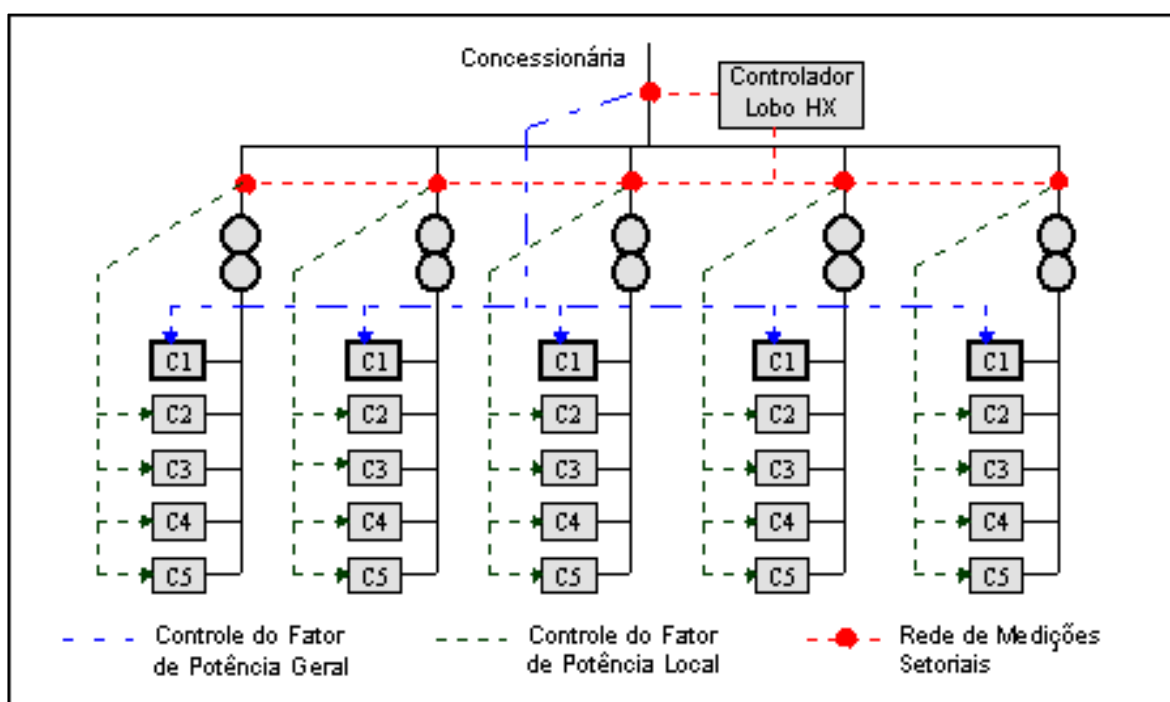 Concessionária
Controlador
Lobo HX
C1 C1 C1 C1 C1
C2 C2 C2 C2 C2
C3 C3 C3 C3 C3
C4 C4 C4 C4 C4
C5 C5 C5 C5 C5
Controle do Fator
de Potência Geral
Controle do Fator
de Potência Local
Rede de Medições
Setoriais